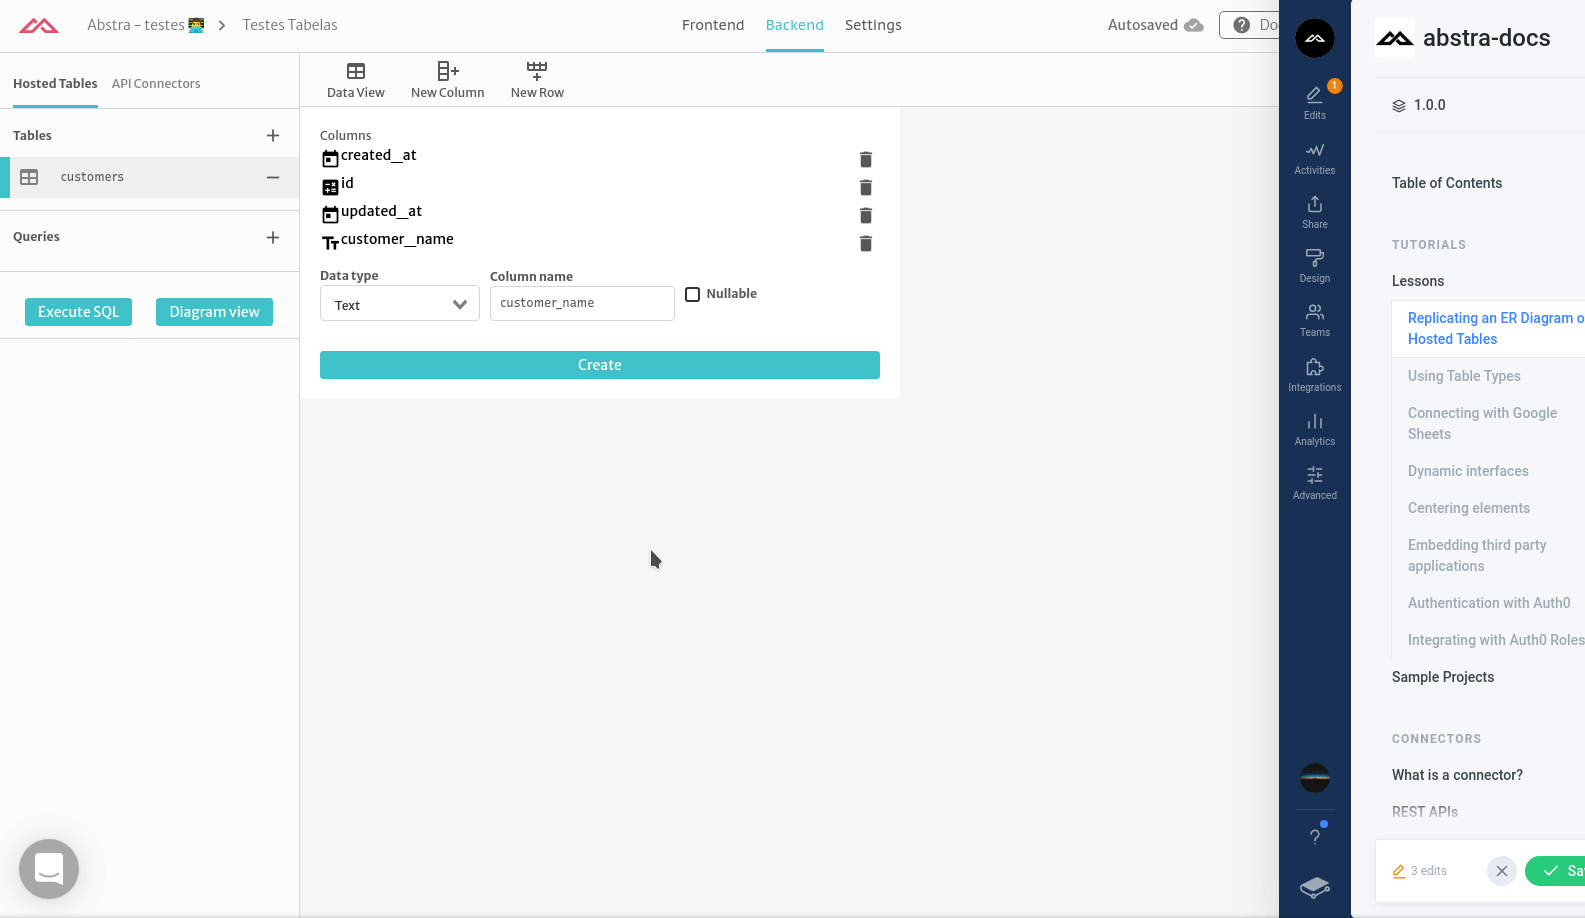 Abstra – testes
Testes Tabelas
Frontend
Backend
Settings
Autosaved
Hosted Tables
API Connectors
Tables
customers
Queries
Execute SQL
Diagram view
Data View
New Column
New Row
Columns
created_at
id
updated_at
customer_name
Data type
Text
Column name
customer_name
Nullable
Create
1
Edits
Activities
Share
Design
Teams
Integrations
Analytics
Advanced
abstra-docs
1.0.0
Table of Contents
TUTORIALS
Lessons
Replicating an ER Diagram o
Hosted Tables
Using Table Types
Connecting with Google
Sheets
Dynamic interfaces
Centering elements
Embedding third party
applications
Authentication with Auth0
Integrating with Auth0 Roles
Sample Projects
CONNECTORS
What is a connector?
REST APIs
3 edits